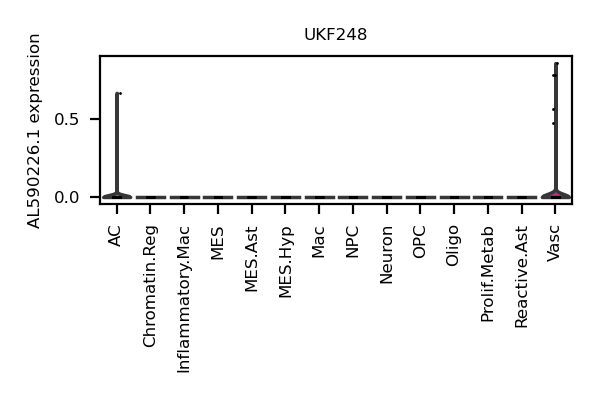 UKF248
AL590226.1 expression
0.5
0.0
AC
Chromatin.Reg
Inflammatory.Mac
MES
MES.Ast
MES.Hyp
Mac
NPC
Neuron
OPC
Oligo
Prolif.Metab
Reactive.Ast
Vasc